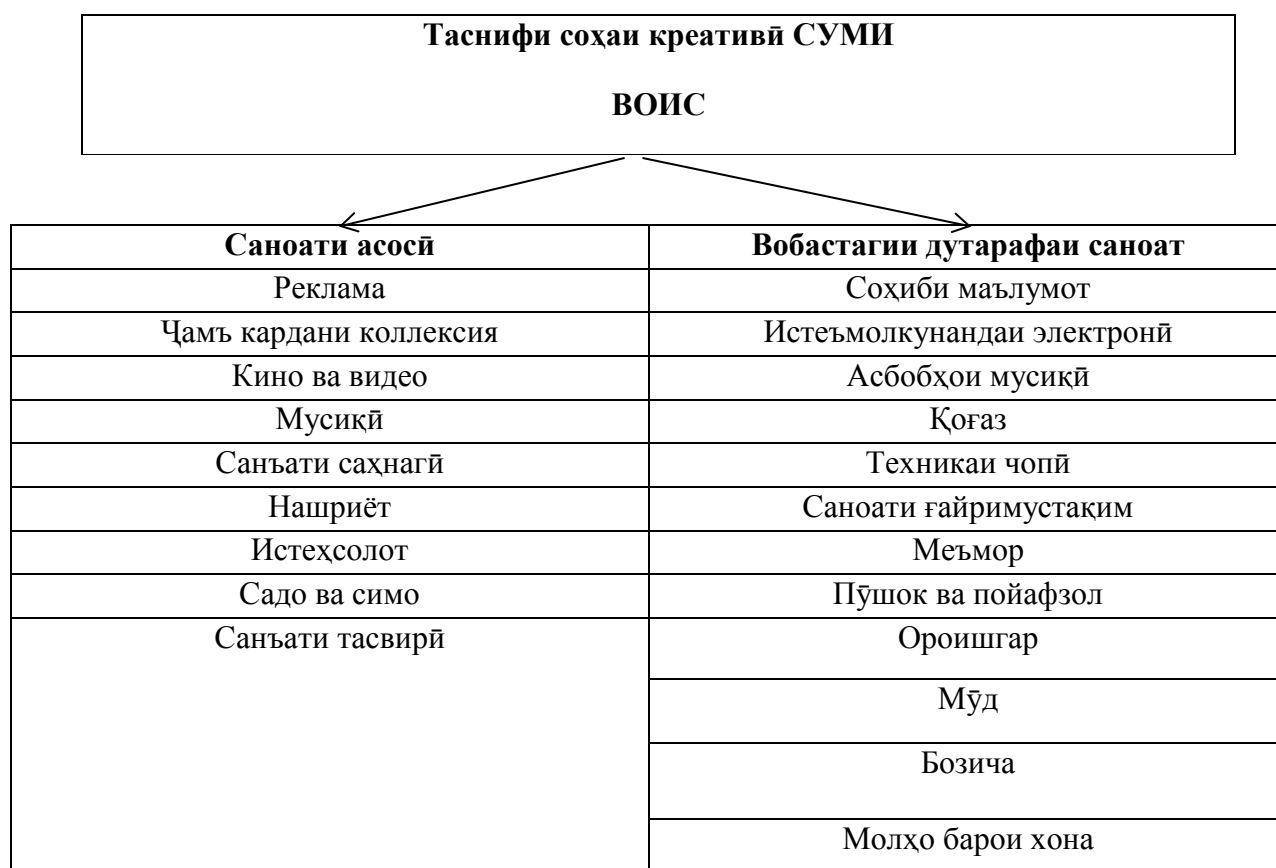 Таснифи соҳаи креативӣ СУМИ
ВОИС
Саноати асосӣ
Вобастагии дутарафаи саноат
Реклама
Соҳиби маълумот
Ҷамъ кардани коллексия
Истеъмолкунандаи электронӣ
Кино ва видео
Асбобҳои мусиқӣ
Мусиқӣ
Қоғаз
Санъати саҳнагӣ
Техникаи чопӣ
Нашриёт
Саноати ғайримустақим
Истеҳсолот
Меъмор
Садо ва симо
Пӯшок ва пойафзол
Санъати тасвирӣ
Ороишгар
Мӯд
Бозича
Молҳо барои хона